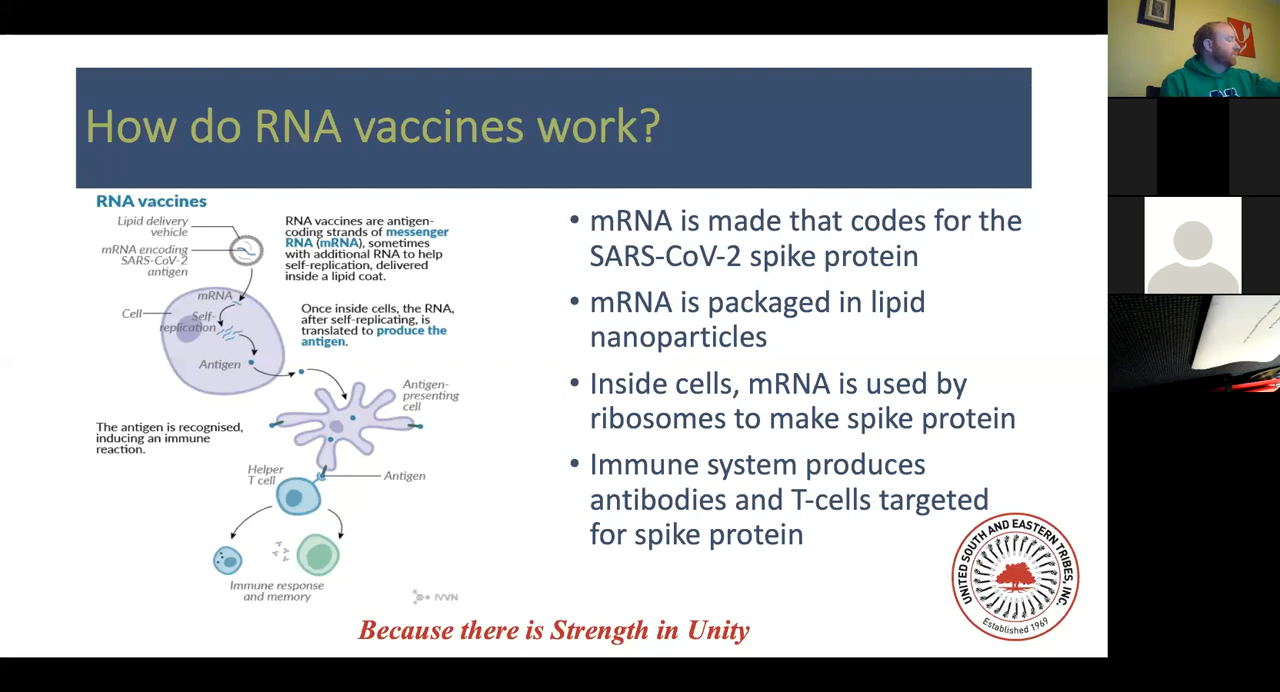 How do RNA vaccines work?
RNA vaccines
Lipid delivery
vehicle
mRNA encoding
SARS-CoV-2
antigen
RNA vaccines are antigen-
coding strands of messenger
RNA (mRNA), sometimes
with additional RNA to help
self-replication, delivered
inside a lipid coat.
mRNA
Cell
Self-
replication
Once inside cells, the RNA,
after self-replicating, is
translated to produce the
antigen.
Antigen
Antigen-
presenting
cell
The antigen is recognised,
inducing an immune
reaction.
Helper
T cell
Antigen
Immune response
and memory
IVVN
• mRNA is made that codes for the
SARS-CoV-2 spike protein
• mRNA is packaged in lipid
nanoparticles
• Inside cells, mRNA is used by
ribosomes to make spike protein
• Immune system produces
antibodies and T-cells targeted
for spike protein
UNITED SOUTH AND EASTERN TRIBES, INC.
Established 1969
Because there is Strength in Unity